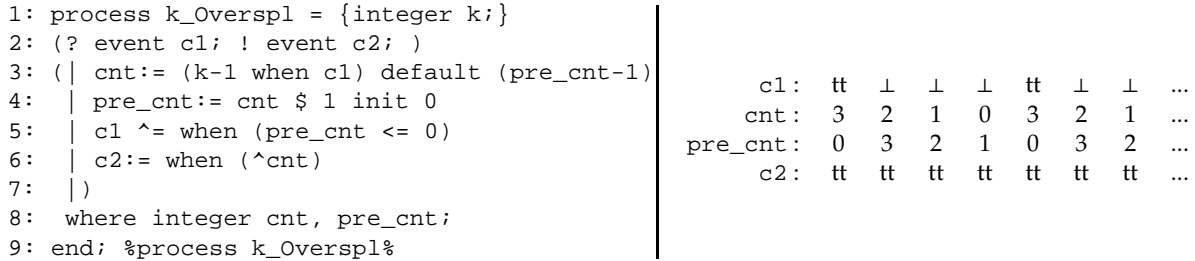 1: process k_Overspl = {integer k;}
2: (? event c1; ! event c2; )
3: (| cnt:= (k-1 when c1) default (pre_cnt-1)
4: | pre_cnt:= cnt $ 1 init 0
5: | c1 ^= when (pre_cnt <= 0)
6: | c2:= when (^cnt)
7: |)
8: where integer cnt, pre_cnt;
9: end; %process k_Overspl%
c1: tt ⊥ ⊥ ⊥ tt ⊥ ⊥ ...
cnt: 3 2 1 0 3 2 1 ...
pre_cnt: 0 3 2 1 0 3 2 ...
c2: tt tt tt tt tt tt tt ...